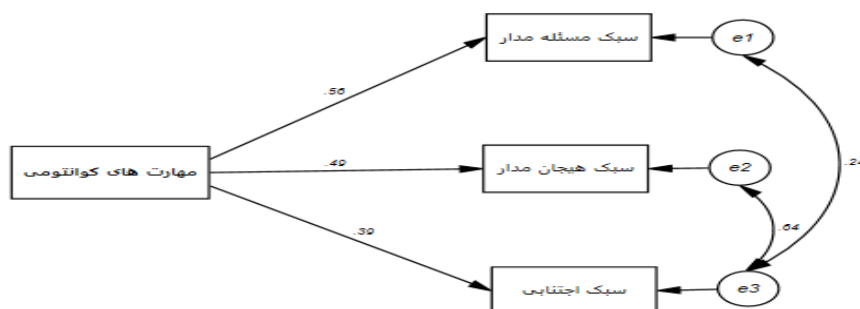 سبک مسئله مدار
e1
.56
.24
مهارت های کوانتومی
.49
سبک هیجان مدار
e2
.64
.39
سبک اجتنابی
e3